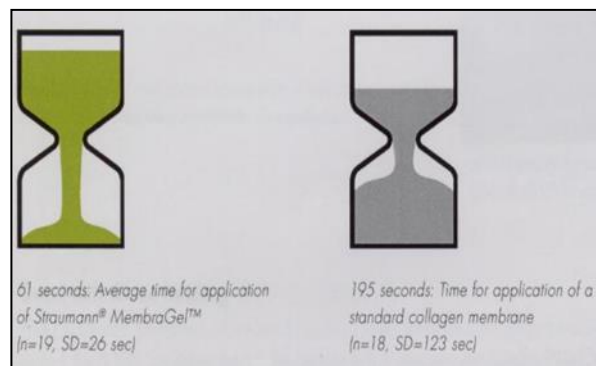 61 seconds: Average time for application
of Straumann® MembraGel™
(n=19, SD=26 sec)
195 seconds: Time for application of a
standard collagen membrane
(n=18, SD=123 sec)